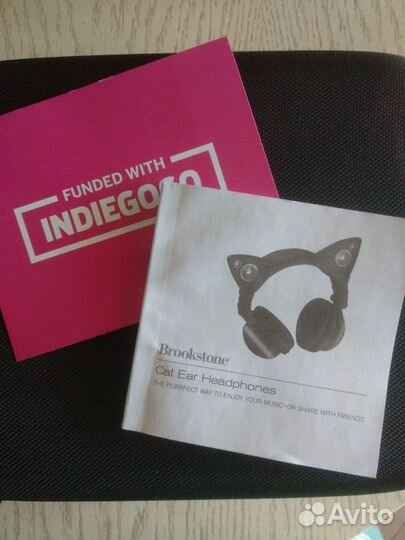 FUNDED WITH
INDIEGOGO
Brookstone
Cat Ear Headphones
THE PURRFECT WAY TO ENJOY YOUR MUSIC–OR SHARE WITH FRIENDS
Avito